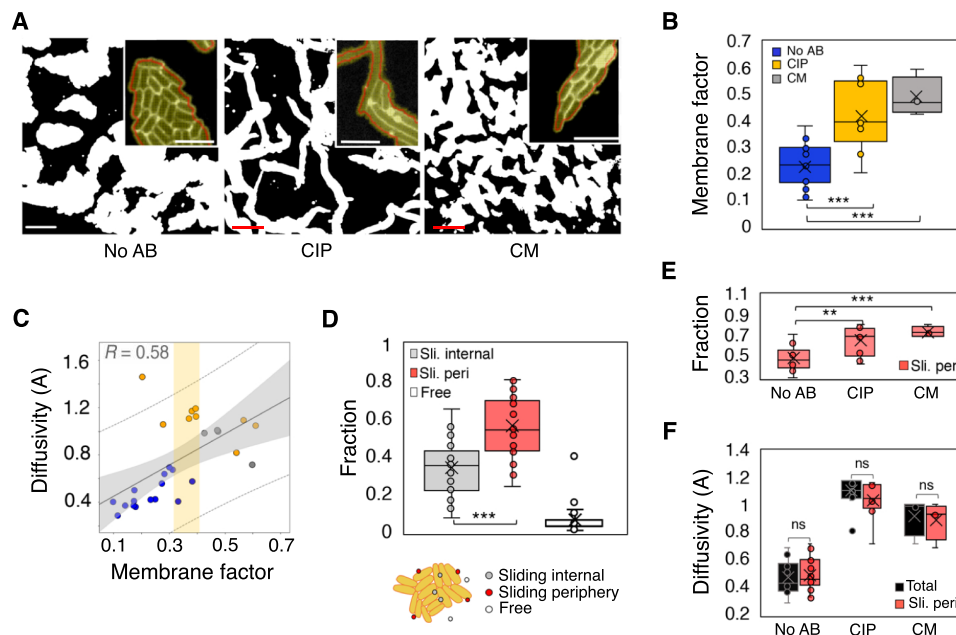 A
No AB
CIP
CM
B
Membrane factor
0.7
0.6
0.5
0.4
0.3
0.2
0.1
0
No AB
CIP
CM
***
***
C
Diffusivity (A)
1.6
1.2
0.8
0.4
R = 0.58
0.1
0.3
0.5
0.7
Membrane factor
D
Fraction
1
0.8
0.6
0.4
0.2
0
Sli. internal
Sli. peri
Free
***
Sliding internal
Sliding periphery
Free
E
Fraction
1.1
0.9
0.7
0.5
0.3
***
**
Sli. peri
No AB
CIP
CM
F
Diffusivity (A)
1.4
1.2
1
0.8
0.6
0.4
0.2
ns
ns
ns
Total
Sli. peri
No AB
CIP
CM